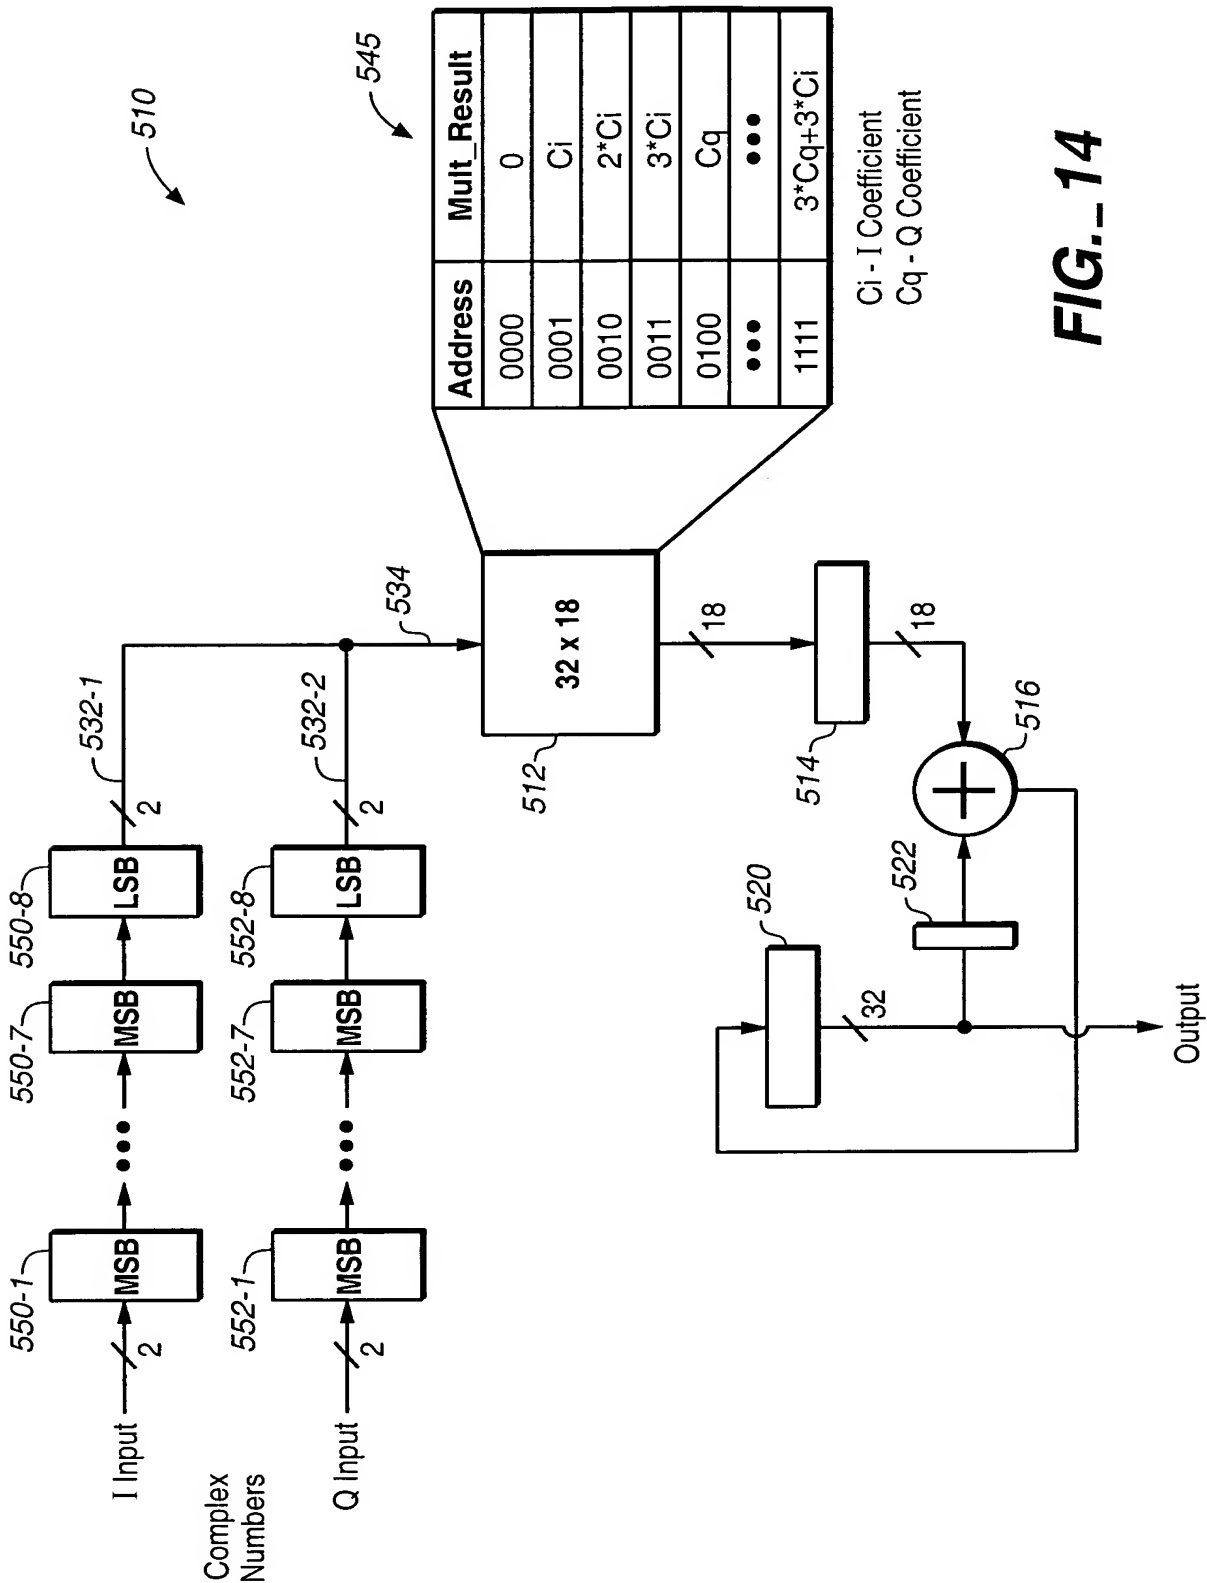 510
550-1
550-7
550-8
I Input
2
MSB
•••
MSB
LSB
2
532-1
Complex
Numbers
552-1
552-7
552-8
Q Input
2
MSB
•••
MSB
LSB
2
532-2
534
545
512
32 x 18
Address Mult_Result
0000 0
0001 Ci
0010 2*Ci
0011 3*Ci
0100 Cq
••• •••
1111 3*Cq+3*Ci
Ci - I Coefficient
Cq - Q Coefficient
18
514
18
520
522
516
32
Output
FIG._14